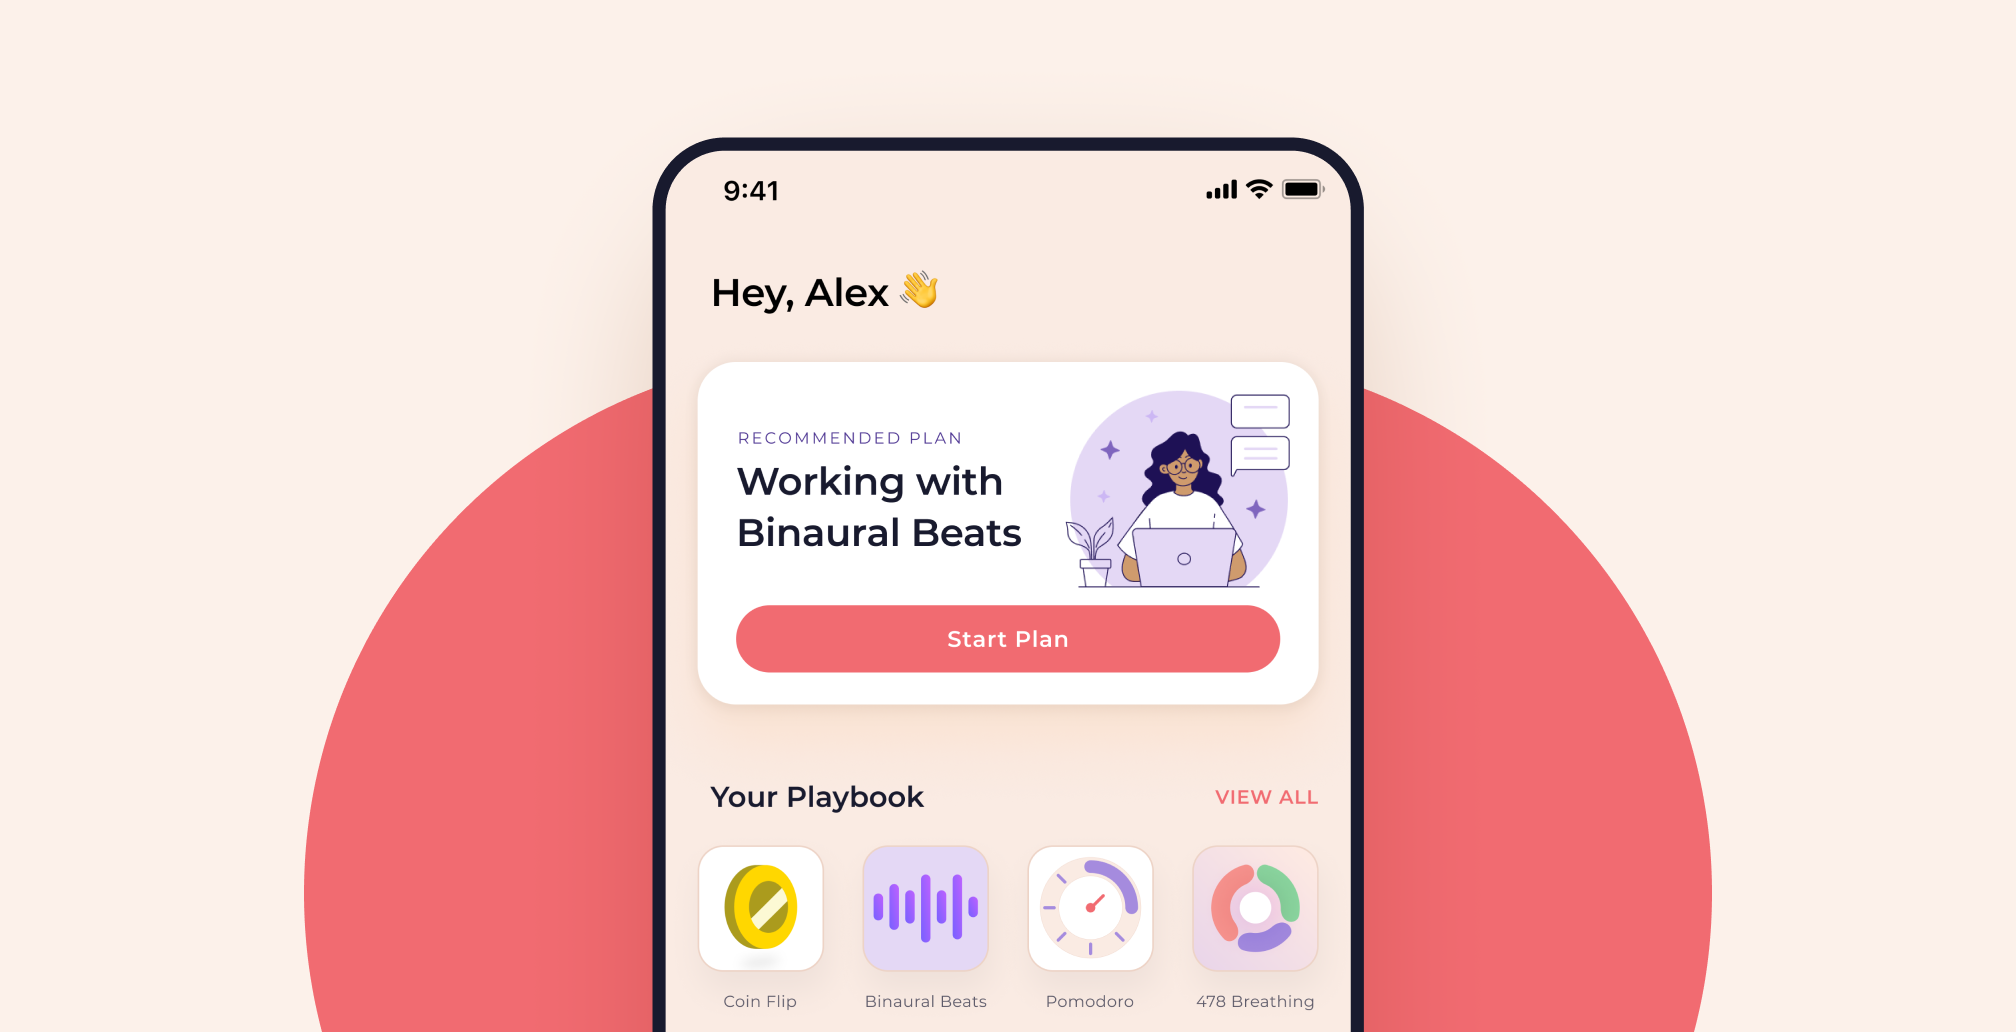 9:41
Hey, Alex 👋
RECOMMENDED PLAN
Working with
Binaural Beats
Start Plan
Your Playbook
VIEW ALL
Coin Flip
Binaural Beats
Pomodoro
478 Breathing